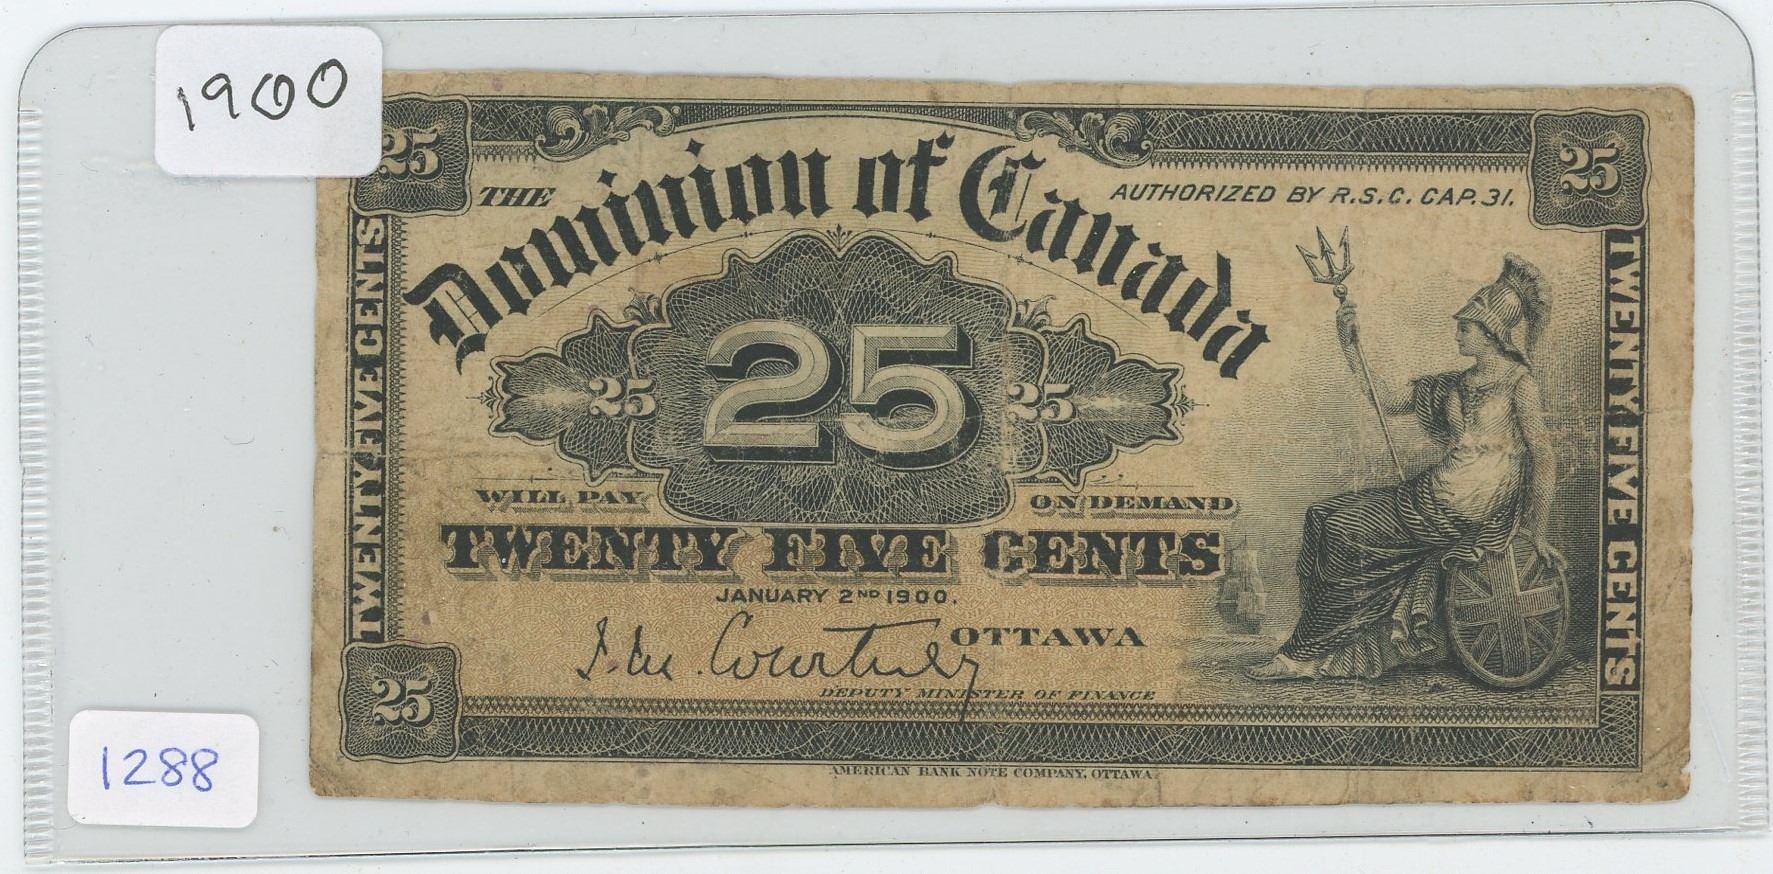 1900
25
25
THE
Dominion of Canada
AUTHORIZED BY R.S.C. CAP. 31.
TWENTY FIVE CENTS
25
25
25
TWENTY FIVE CENTS
WILL PAY
ON DEMAND
TWENTY FIVE CENTS
JANUARY 2ND 1900.
OTTAWA
Courtney
DEPUTY MINISTER OF FINANCE
25
AMERICAN BANK NOTE COMPANY, OTTAWA
1288